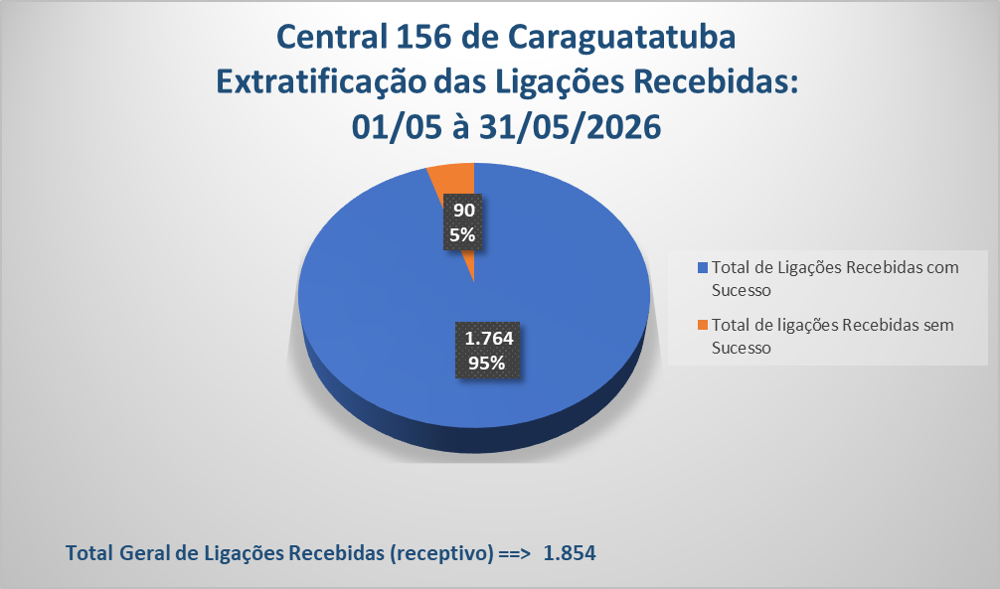 Central 156 de Caraguatatuba
Extratificação das Ligações Recebidas:
01/05 à 31/05/2026
90
5%
1.764
95%
Total de Ligações Recebidas com
Sucesso
Total de ligações Recebidas sem
Sucesso
Total Geral de Ligações Recebidas (receptivo) ==> 1.854